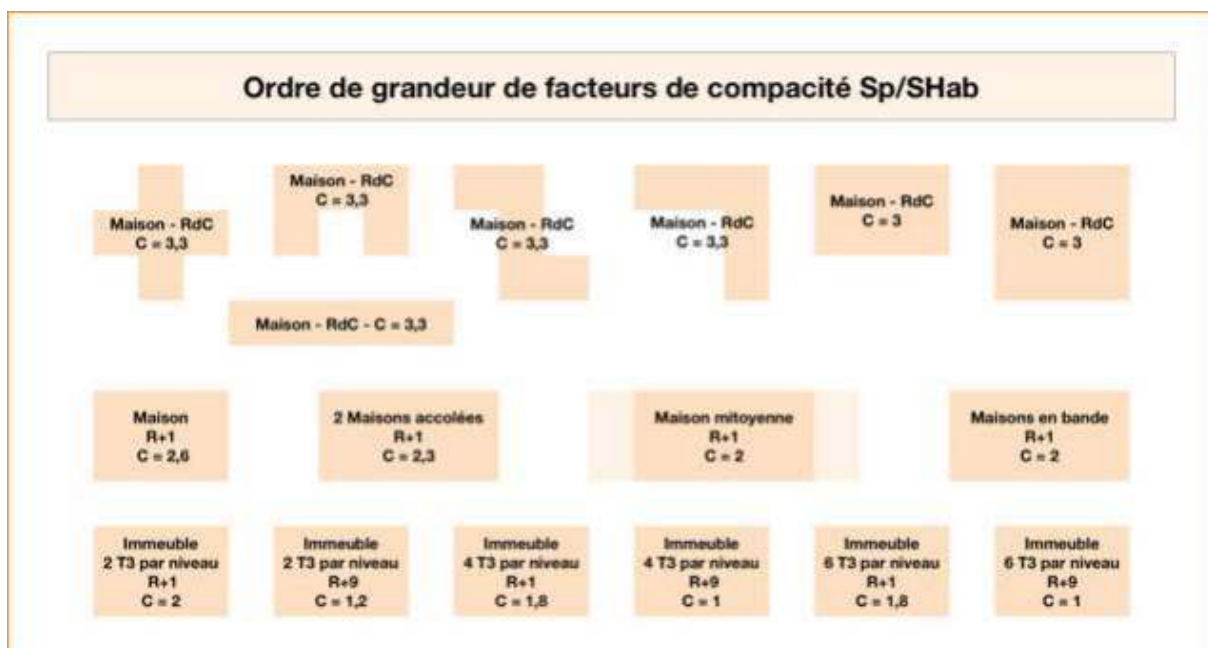 Ordre de grandeur de facteurs de compacité Sp/SHab
Maison - RdC
C = 3,3
Maison - RdC
C = 3,3
Maison - RdC
C = 3,3
Maison - RdC
C = 3,3
Maison - RdC
C = 3
Maison - RdC
C = 3
Maison - RdC - C = 3,3
Maison
R+1
C = 2,6
2 Maisons accolées
R+1
C = 2,3
Maison mitoyenne
R+1
C = 2
Maisons en bande
R+1
C = 2
Immeuble
2 T3 par niveau
R+1
C = 2
Immeuble
2 T3 par niveau
R+9
C = 1,2
Immeuble
4 T3 par niveau
R+1
C = 1,8
Immeuble
4 T3 par niveau
R+9
C = 1
Immeuble
6 T3 par niveau
R+1
C = 1,8
Immeuble
6 T3 par niveau
R+9
C = 1